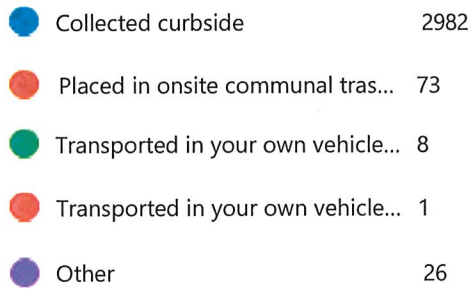 Collected curbside 2982
Placed in onsite communal tras... 73
Transported in your own vehicle... 8
Transported in your own vehicle... 1
Other 26